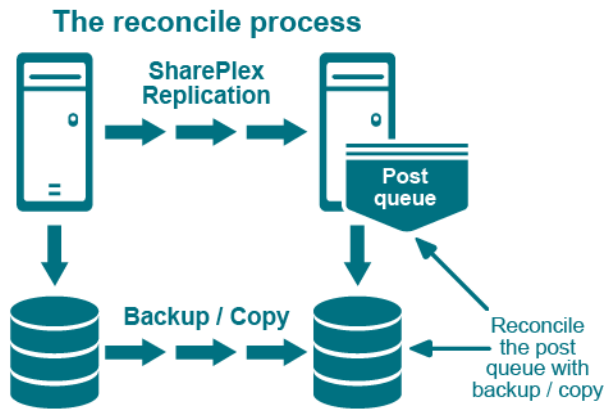 The reconcile process
SharePlex
Replication
Post
queue
Backup / Copy
Reconcile
the post
queue with
backup / copy